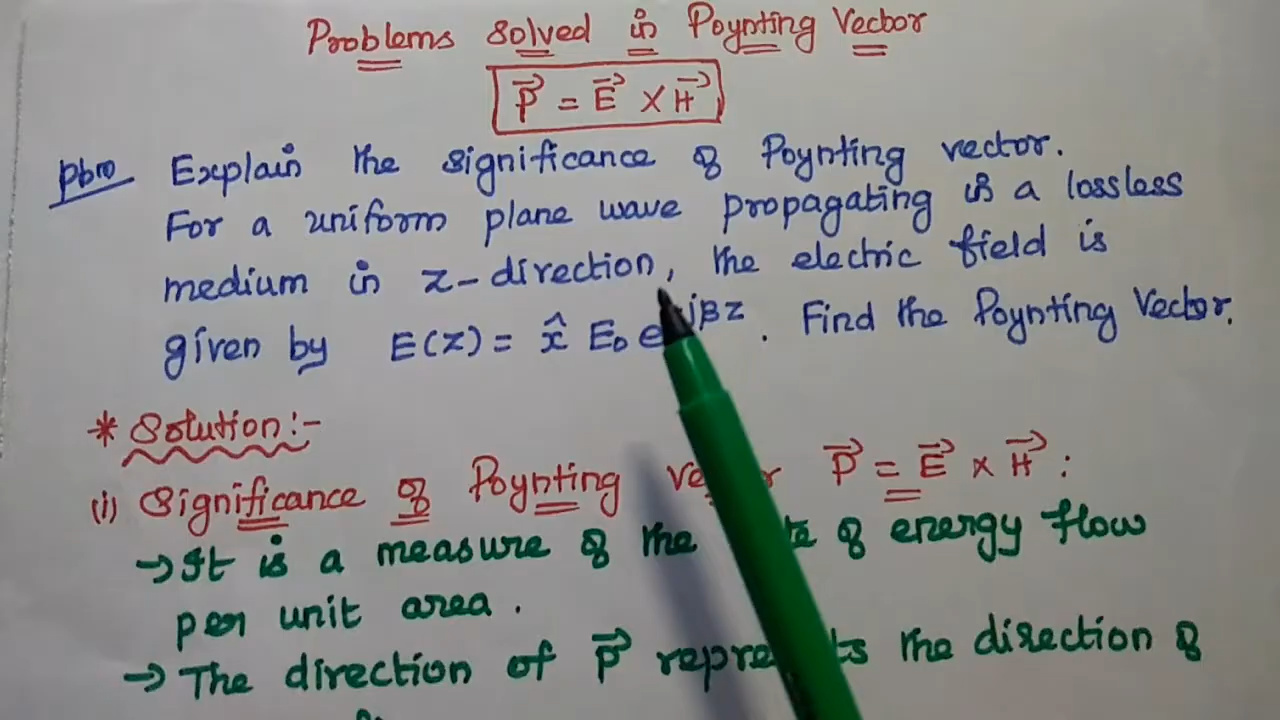 Problems solved in Poynting Vector
P⃗ = E⃗ × H⃗
Pbm Explain the significance of Poynting vector.
For a uniform plane wave propagating in a lossless
medium in z-direction, the electric field is
given by E(z) = x̂ E₀ e jβz . Find the Poynting Vector.
* Solution:-
(i) Significance of Poynting P⃗ = E⃗ × H⃗ :
→ It is a measure of the of energy flow
per unit area.
→ The direction of P⃗ the direction of